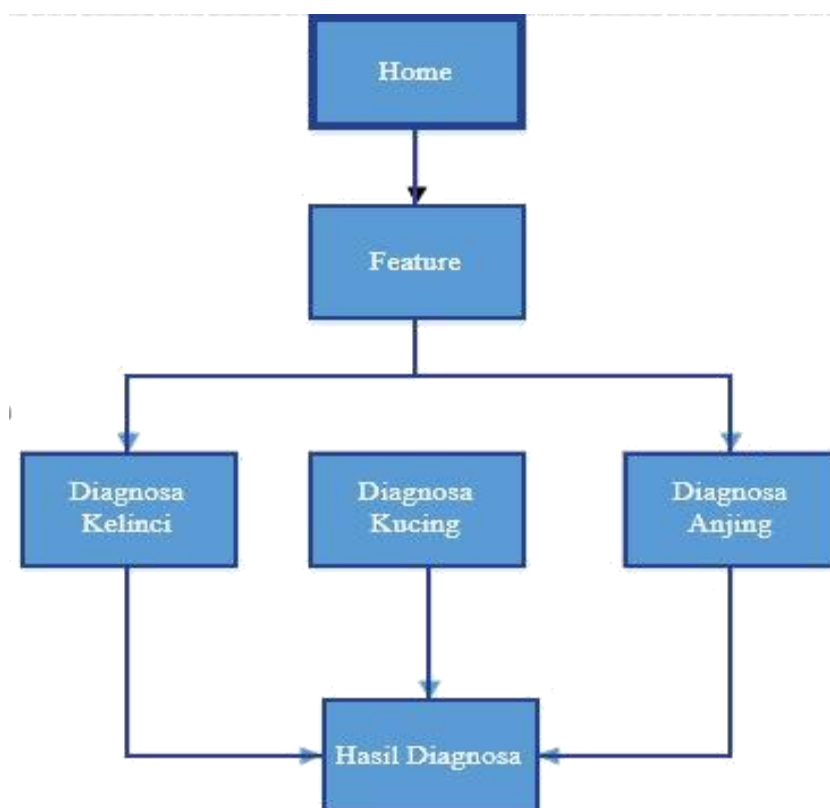 Home
Feature
Diagnosa
Kelinci
Diagnosa
Kucing
Diagnosa
Anjing
Hasil Diagnosa